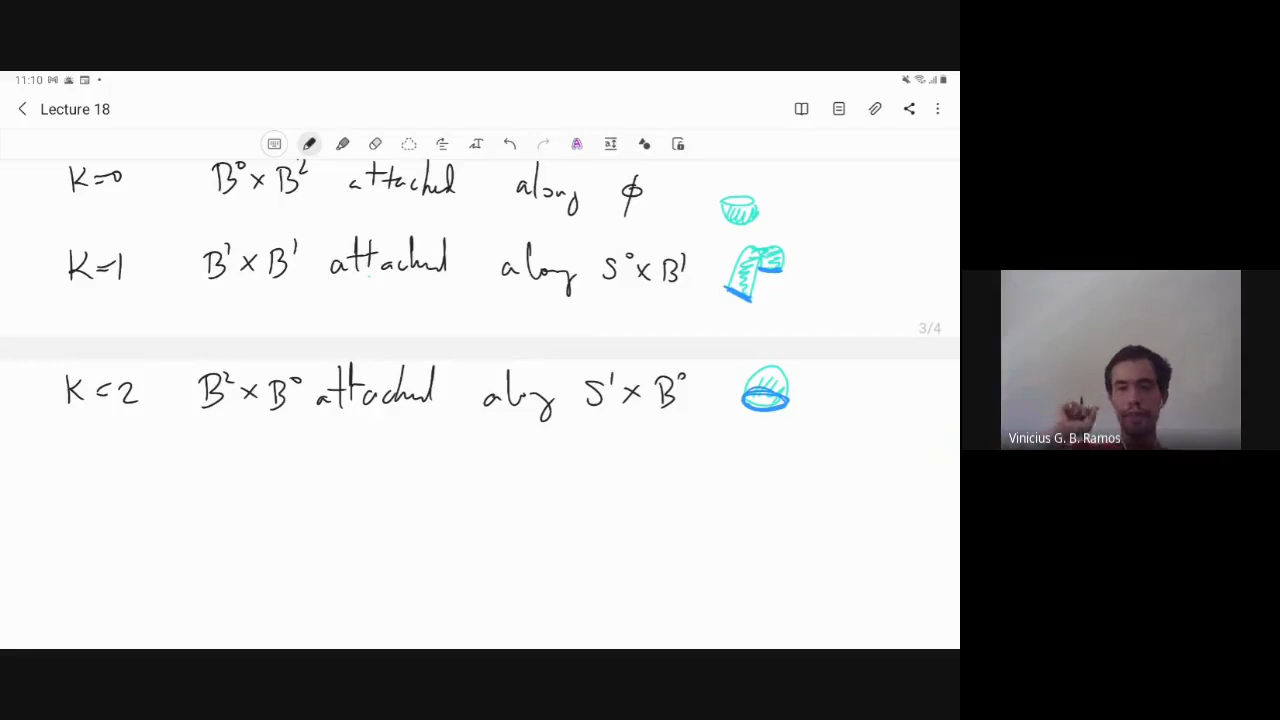 11:10
Lecture 18
K=0 B⁰ × B² attached along ϕ
K=1 B¹ × B¹ attached along S⁰ × B¹
3/4
K=2 B² × B⁰ attached along S¹ × B⁰
Vinicius G. B. Ramos